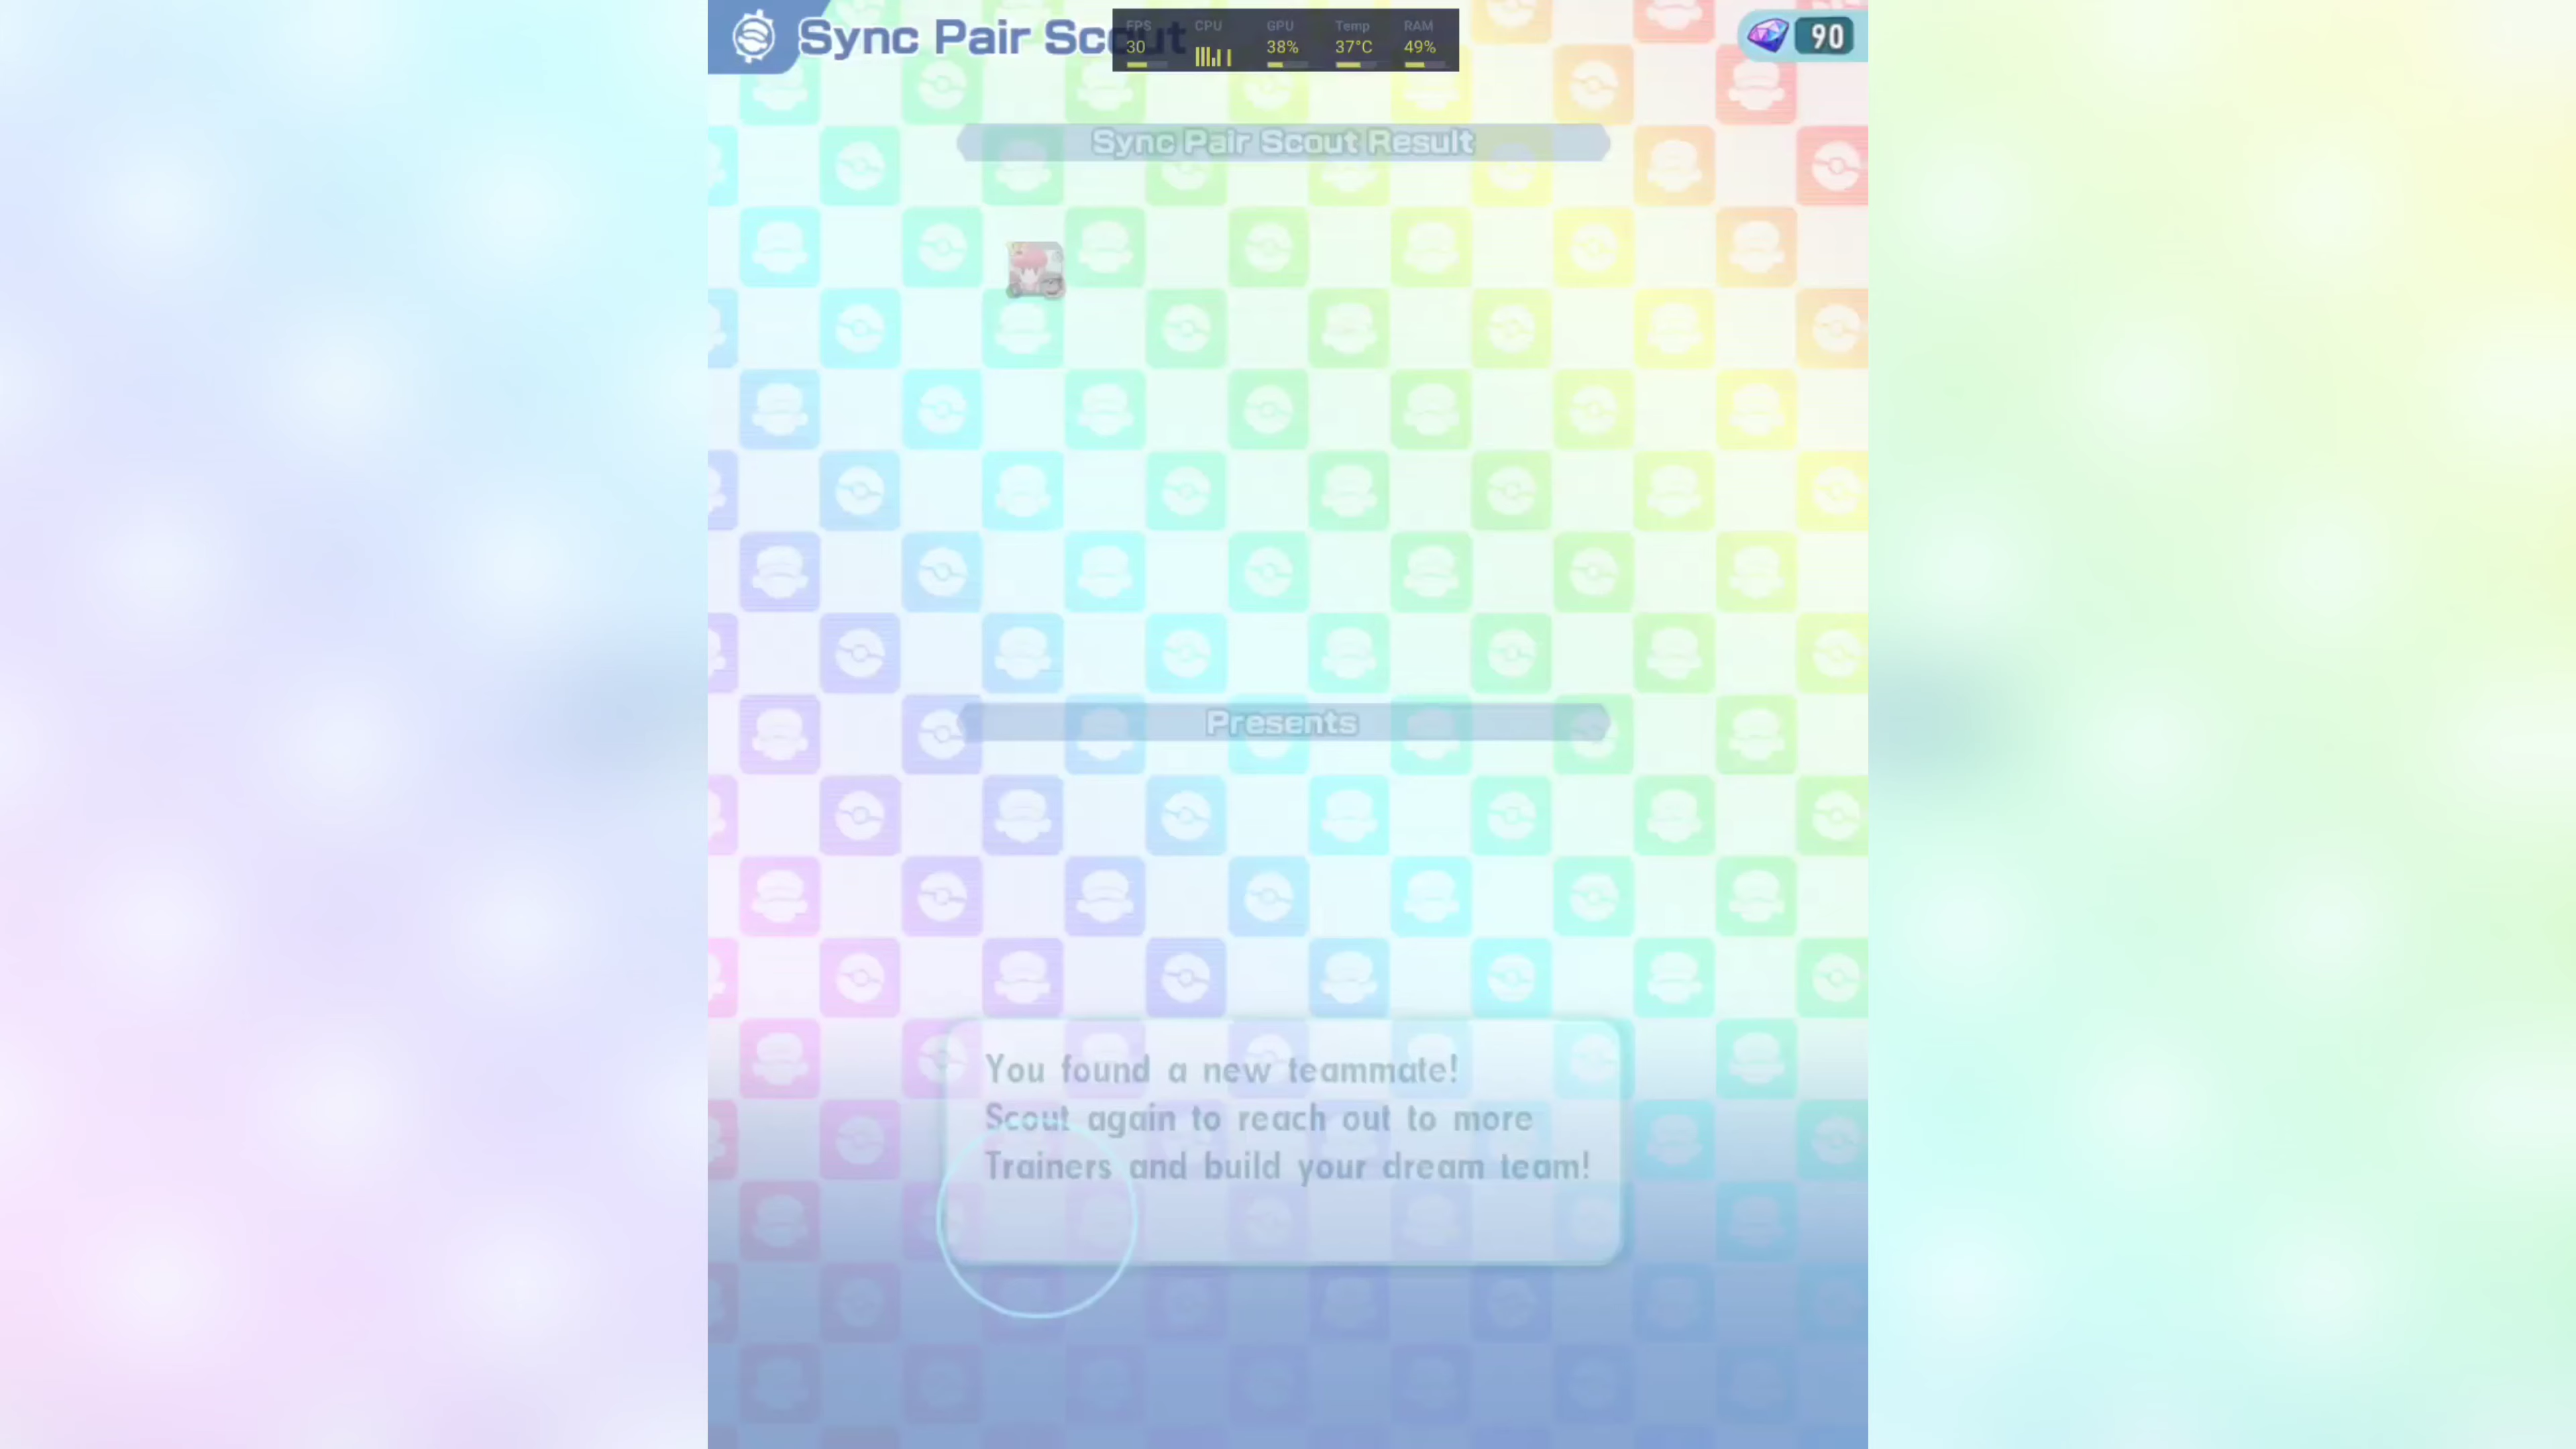 Sync Pair Scout
FPS CPU GPU Temp RAM
30 38% 37°C 49%
90
Sync Pair Scout Result
Presents
You found a new teammate!
Scout again to reach out to more
Trainers and build your dream team!